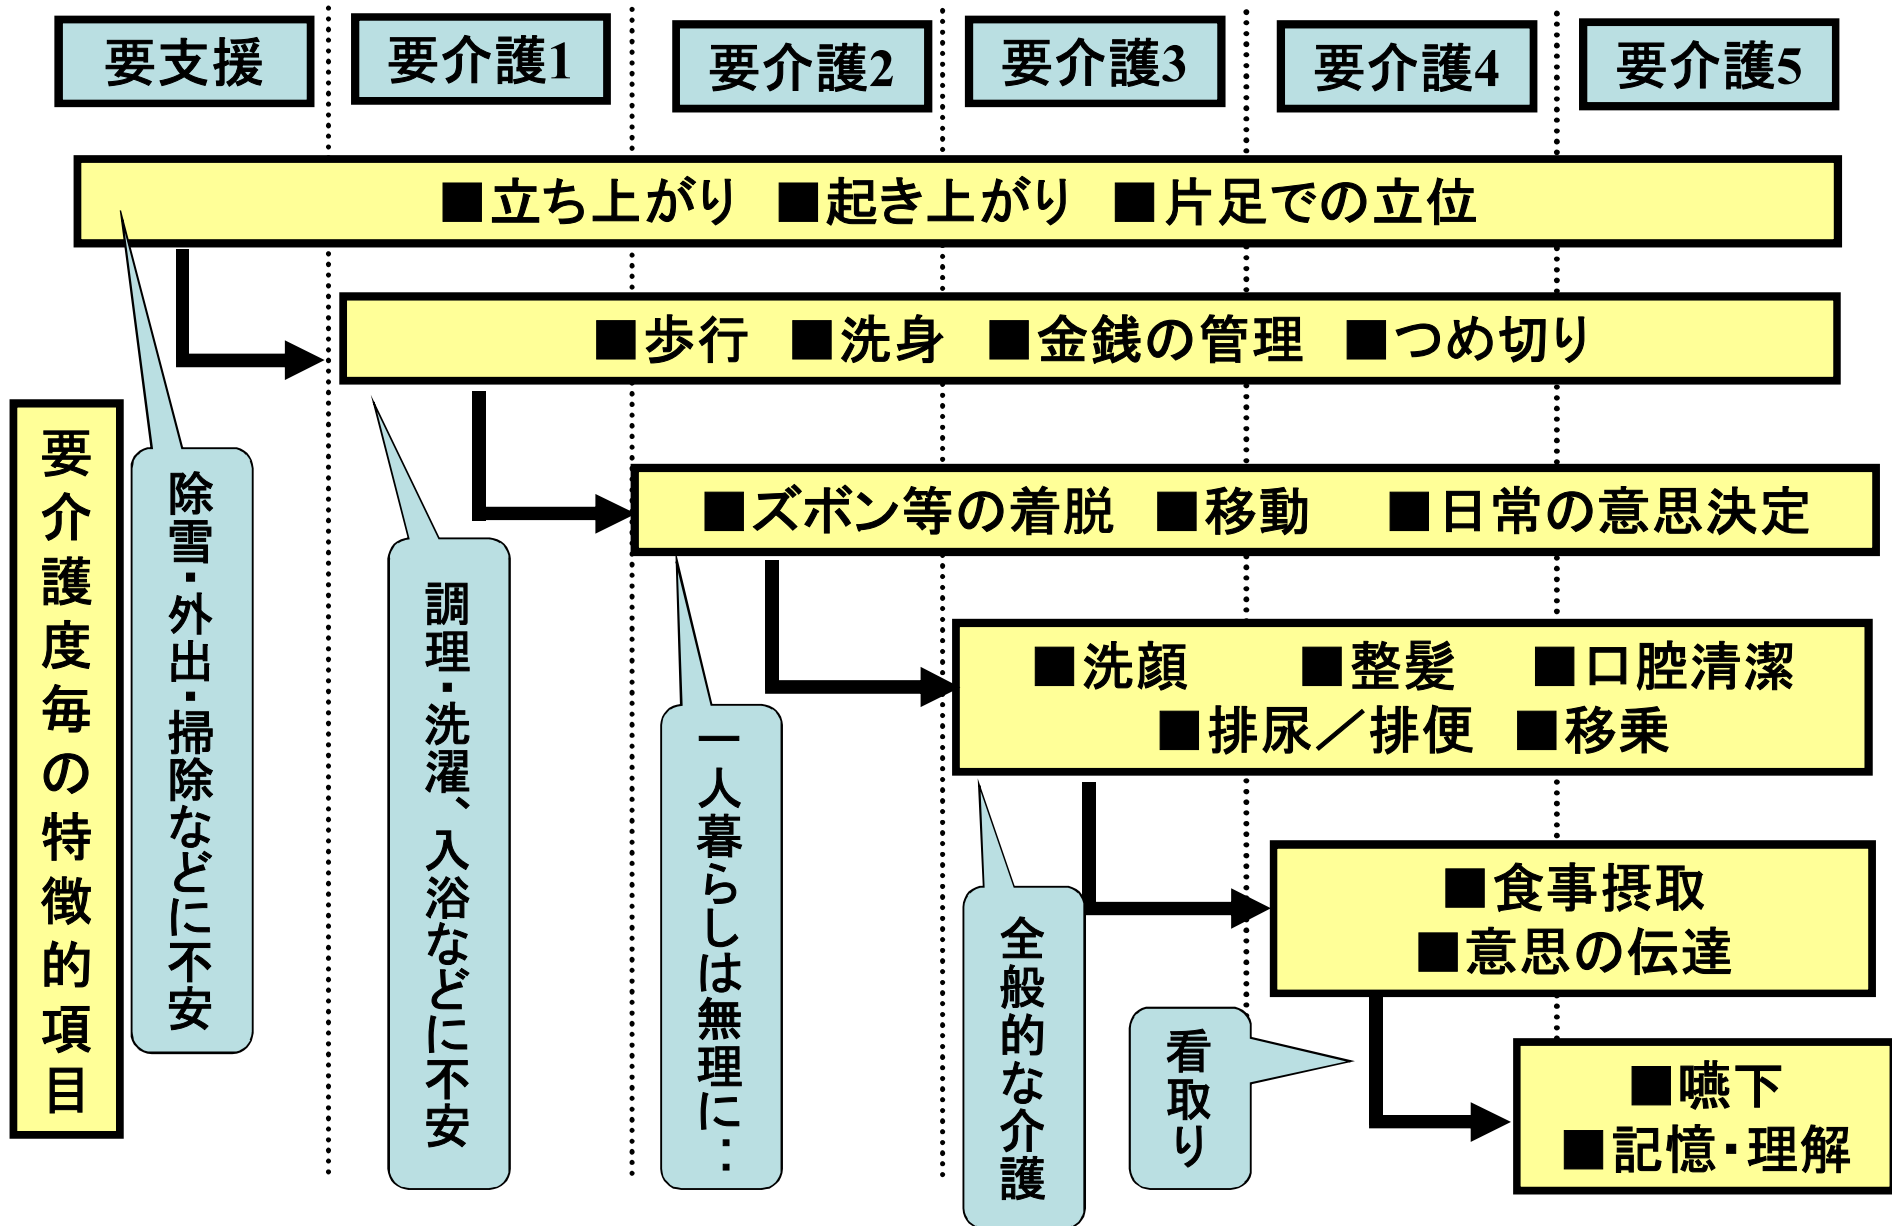 要支援
要介護1
要介護2
要介護3
要介護4
要介護5
■立ち上がり ■起き上がり ■片足での立位
■歩行 ■洗身 ■金銭の管理 ■つめ切り
■ズボン等の着脱 ■移動 ■日常の意思決定
■洗顔 ■整髪 ■口腔清潔
■排尿／排便 ■移乗
■食事摂取
■意思の伝達
■嚥下
■記憶・理解
要介護度毎の特徴的項目
除雪・外出・掃除などに不安
調理・洗濯、入浴などに不安
一人暮らしは無理に‥
全般的な介護
看取り